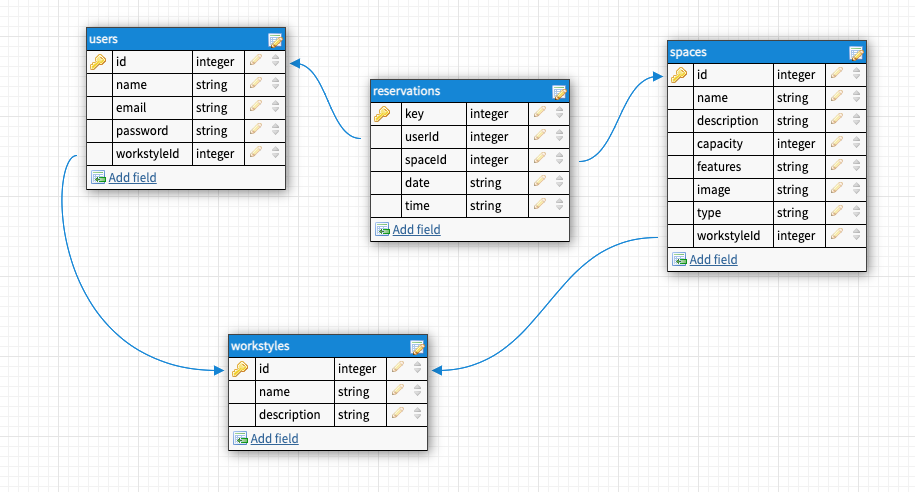 users
id integer
name string
email string
password string
workstyleId integer
Add field
reservations
key integer
userId integer
spaceId integer
date string
time string
Add field
spaces
id integer
name string
description string
capacity integer
features string
image string
type string
workstyleId integer
Add field
workstyles
id integer
name string
description string
Add field